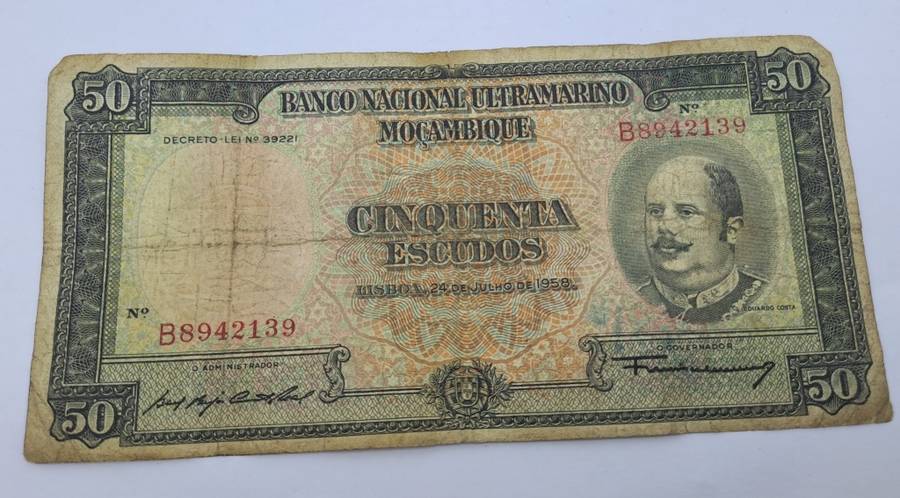 50
50
BANCO NACIONAL ULTRAMARINO
MOÇAMBIQUE
Nº
B8942139
DECRETO-LEI Nº 39221
CINQUENTA
ESCUDOS
LISBOA, 24 DE JULHO DE 1958.
EDUARDO COSTA
Nº
B8942139
O ADMINISTRADOR
O GOVERNADOR
50
50